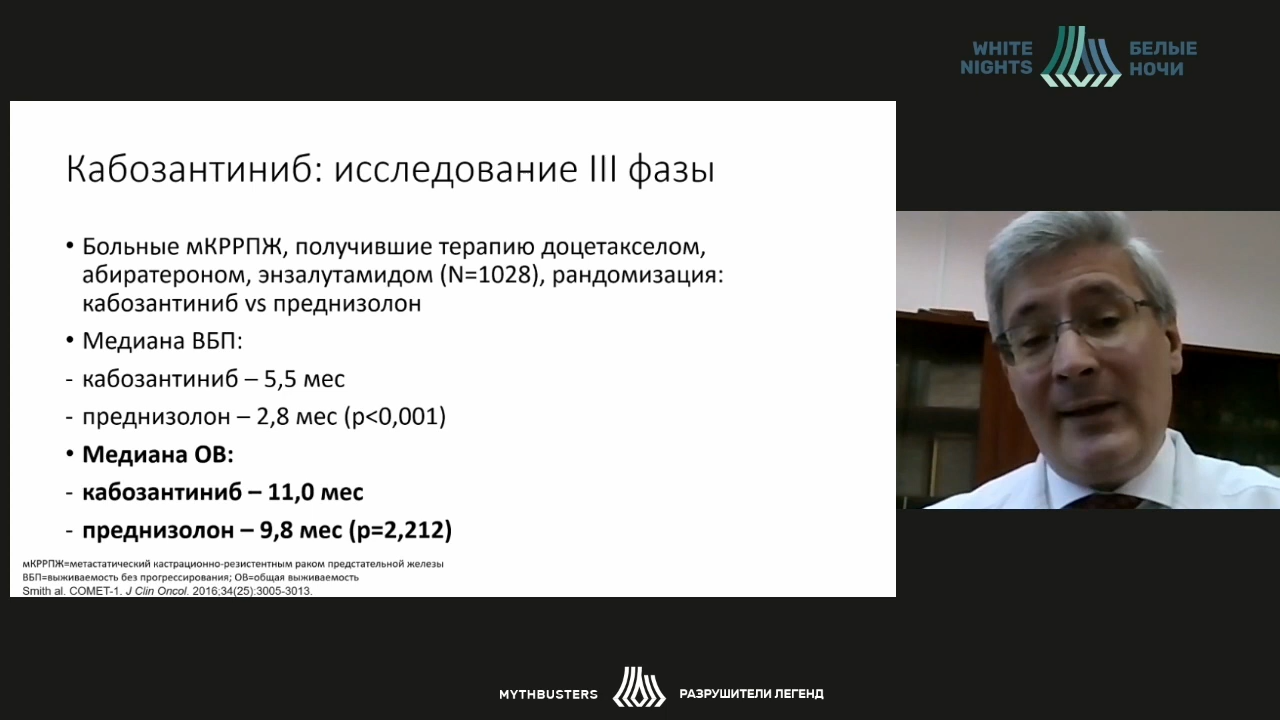 WHITE
NIGHTS
БЕЛЫЕ
НОЧИ
Кабозантиниб: исследование III фазы
• Больные мКРРПЖ, получившие терапию доцетакселом,
абиратероном, энзалутамидом (N=1028), рандомизация:
кабозантиниб vs преднизолон
• Медиана ВБП:
- кабозантиниб – 5,5 мес
- преднизолон – 2,8 мес (p<0,001)
• Медиана ОВ:
- кабозантиниб – 11,0 мес
- преднизолон – 9,8 мес (p=2,212)
мКРРПЖ=метастатический кастрационно-резистентным раком предстательной железы
ВБП=выживаемость без прогрессирования; ОВ=общая выживаемость
Smith al. COMET-1. J Clin Oncol. 2016;34(25):3005-3013.
MYTHBUSTERS
РАЗРУШИТЕЛИ ЛЕГЕНД